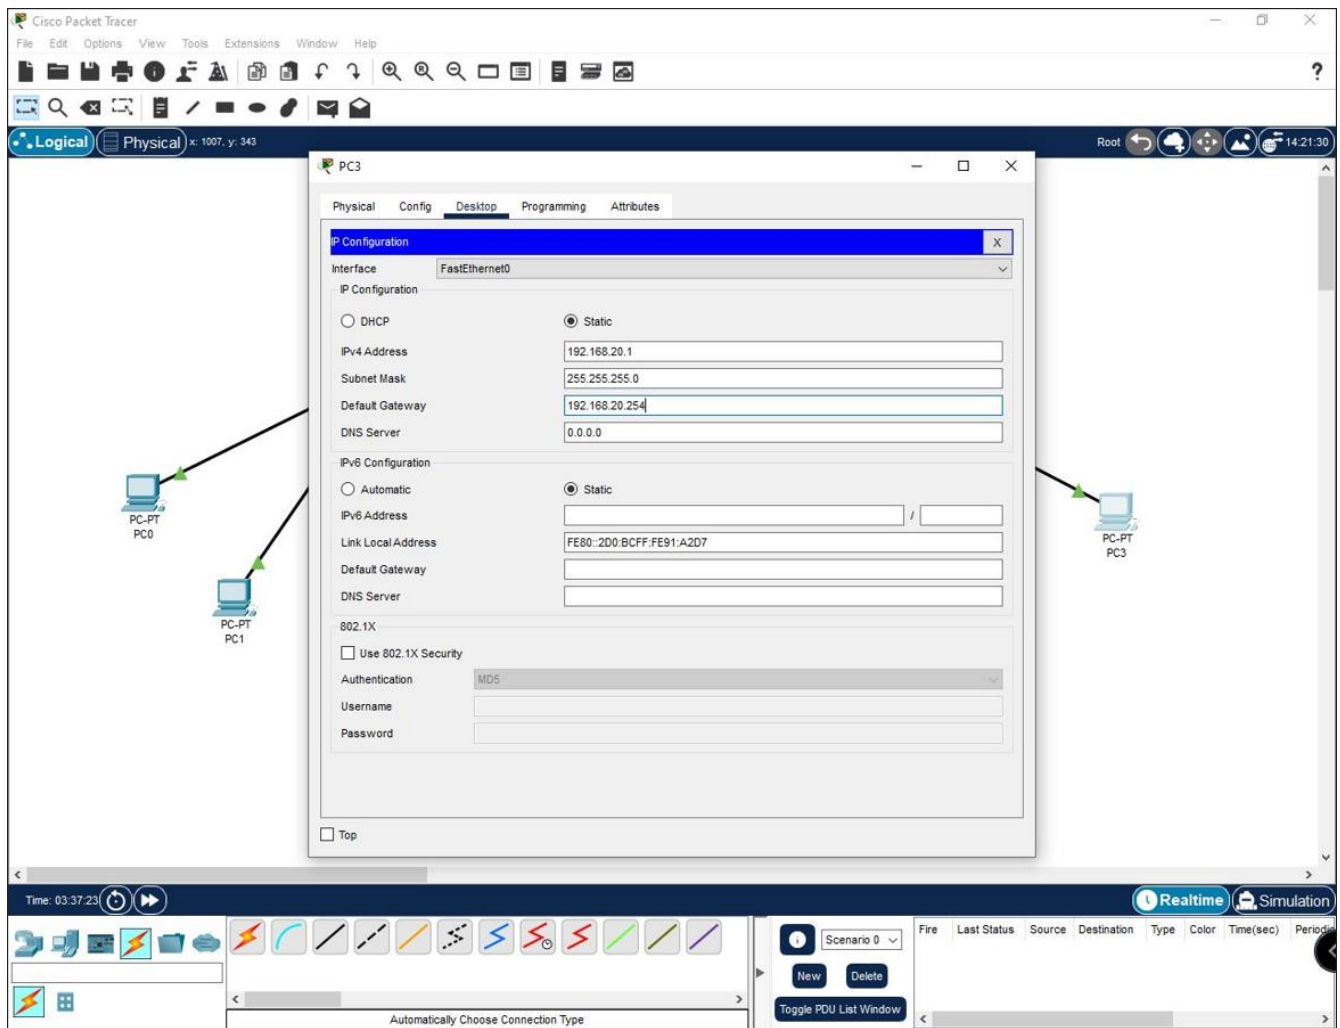 Cisco Packet Tracer
File Edit Options View Tools Extensions Window Help
?
Logical Physical x: 1007, y: 343 Root 14:21:30
PC3
Physical Config Desktop Programming Attributes
IP Configuration X
Interface FastEthernet0
IP Configuration
DHCP Static
IPv4 Address 192.168.20.1
Subnet Mask 255.255.255.0
Default Gateway 192.168.20.254
DNS Server 0.0.0.0
IPv6 Configuration
Automatic Static
IPv6 Address /
Link Local Address FE80::2D0:BCFF:FE91:A2D7
Default Gateway
DNS Server
802.1X
Use 802.1X Security
Authentication MD5
Username
Password
Top
PC-PT
PC0
PC-PT
PC1
PC-PT
PC3
Time: 03:37:23 Realtime Simulation
Scenario 0
New Delete
Toggle PDU List Window
Fire Last Status Source Destination Type Color Time(sec) Periodic
Automatically Choose Connection Type